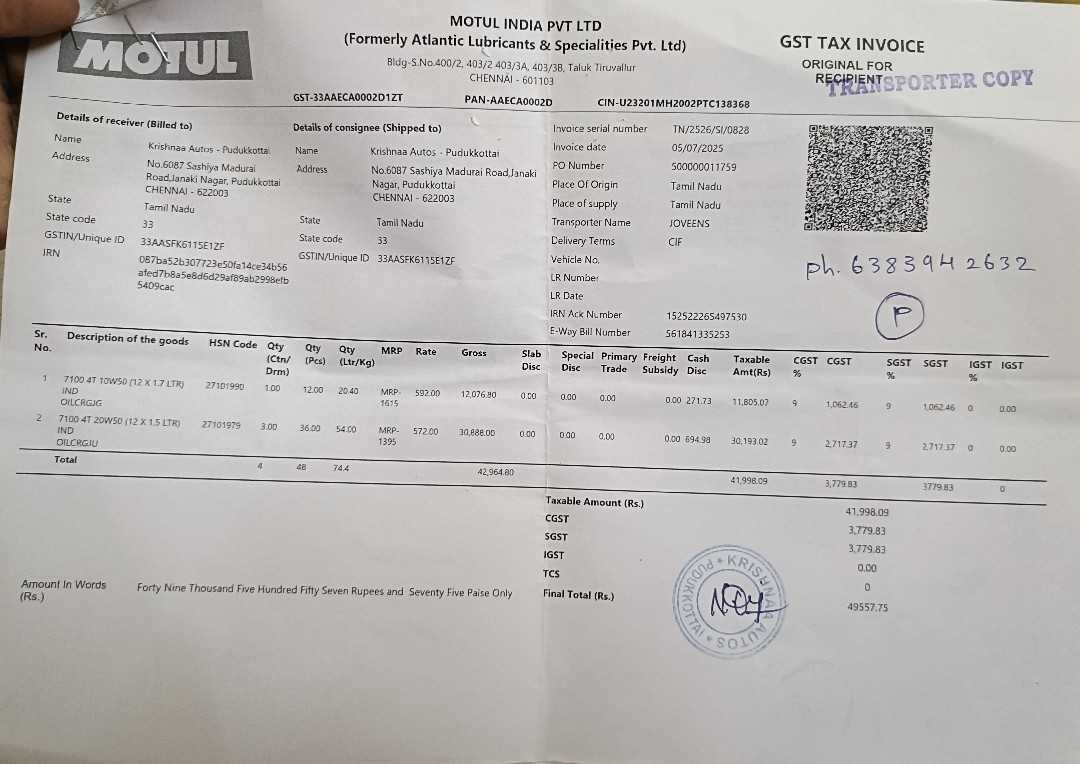 MOTUL
MOTUL INDIA PVT LTD
(Formerly Atlantic Lubricants & Specialities Pvt. Ltd)
Bldg-S.No.400/2, 403/2 403/3A, 403/3B, Taluk Tiruvallur
CHENNAI - 601103
GST TAX INVOICE
ORIGINAL FOR
RECIPIENT
TRANSPORTER COPY
GST-33AAECA0002D1ZT PAN-AAECA0002D CIN-U23201MH2002PTC138368
Details of receiver (Billed to)
Name Krishnaa Autos - Pudukkottai
Address No.6087 Sashiya Madurai
Road,Janaki Nagar, Pudukkottai
CHENNAI - 622003
State Tamil Nadu
State code 33
GSTIN/Unique ID 33AASFK6115E1ZF
IRN 087ba52b307723e50fa14ce34b56
afed7b8a5e8d6d29af89ab2998efb
5409cac
Details of consignee (Shipped to)
Name Krishnaa Autos - Pudukkottai
Address No.6087 Sashiya Madurai Road,Janaki
Nagar, Pudukkottai
CHENNAI - 622003
State Tamil Nadu
State code 33
GSTIN/Unique ID 33AASFK6115E1ZF
Invoice serial number TN/2526/SI/0828
Invoice date 05/07/2025
PO Number 500000011759
Place Of Origin Tamil Nadu
Place of supply Tamil Nadu
Transporter Name JOVEENS
Delivery Terms CIF
Vehicle No.
LR Number
LR Date
IRN Ack Number 152522265497530
E-Way Bill Number 561841335253
ph. 6383942632
P
Sr. No. Description of the goods HSN Code Qty (Ctn/Drm) Qty (Pcs) Qty (Ltr/Kg) MRP Rate Gross Slab Disc Special Disc Primary Trade Freight Subsidy Cash Disc Taxable Amt(Rs) CGST % CGST SGST % SGST IGST % IGST
1 7100 4T 10W50 (12 X 1.7 LTR) 27101990 1.00 12.00 20.40 MRP- 592.00 12,076.80 0.00 0.00 0.00 0.00 271.73 11,805.07 9 1,062.46 9 1,062.46 0 0.00
IND 1615
OILCRGJG
2 7100 4T 20W50 (12 X 1.5 LTR) 27101979 3.00 36.00 54.00 MRP- 572.00 30,888.00 0.00 0.00 0.00 0.00 694.98 30,193.02 9 2,717.37 9 2,717.37 0 0.00
IND 1395
OILCRGJU
Total 4 48 74.4 42,964.80 41,998.09 3,779.83 3779.83 0
Taxable Amount (Rs.) 41,998.09
CGST 3,779.83
SGST 3,779.83
IGST 0.00
TCS 0
Final Total (Rs.) 49557.75
Amount In Words Forty Nine Thousand Five Hundred Fifty Seven Rupees and Seventy Five Paise Only
(Rs.)
KRISHNAA AUTOS * PUDUKKOTTAI *